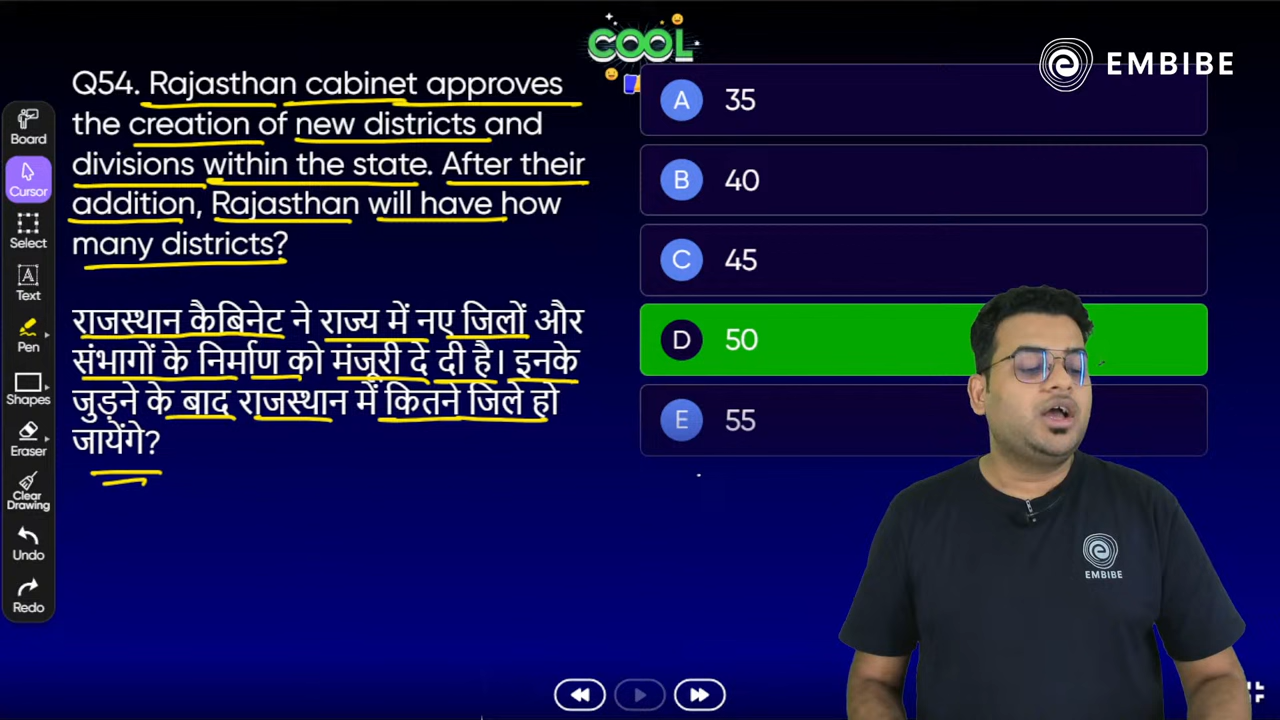 COOL
EMBIBE
Q54. Rajasthan cabinet approves
the creation of new districts and
divisions within the state. After their
addition, Rajasthan will have how
many districts?
राजस्थान कैबिनेट ने राज्य में नए जिलों और
संभागों के निर्माण को मंजूरी दे दी है। इनके
जुड़ने के बाद राजस्थान में कितने जिले हो
जायेंगे?
A 35
B 40
C 45
D 50
E 55
Board
Cursor
Select
A
Text
Pen
Shapes
Eraser
Clear
Drawing
Undo
Redo
EMBIBE